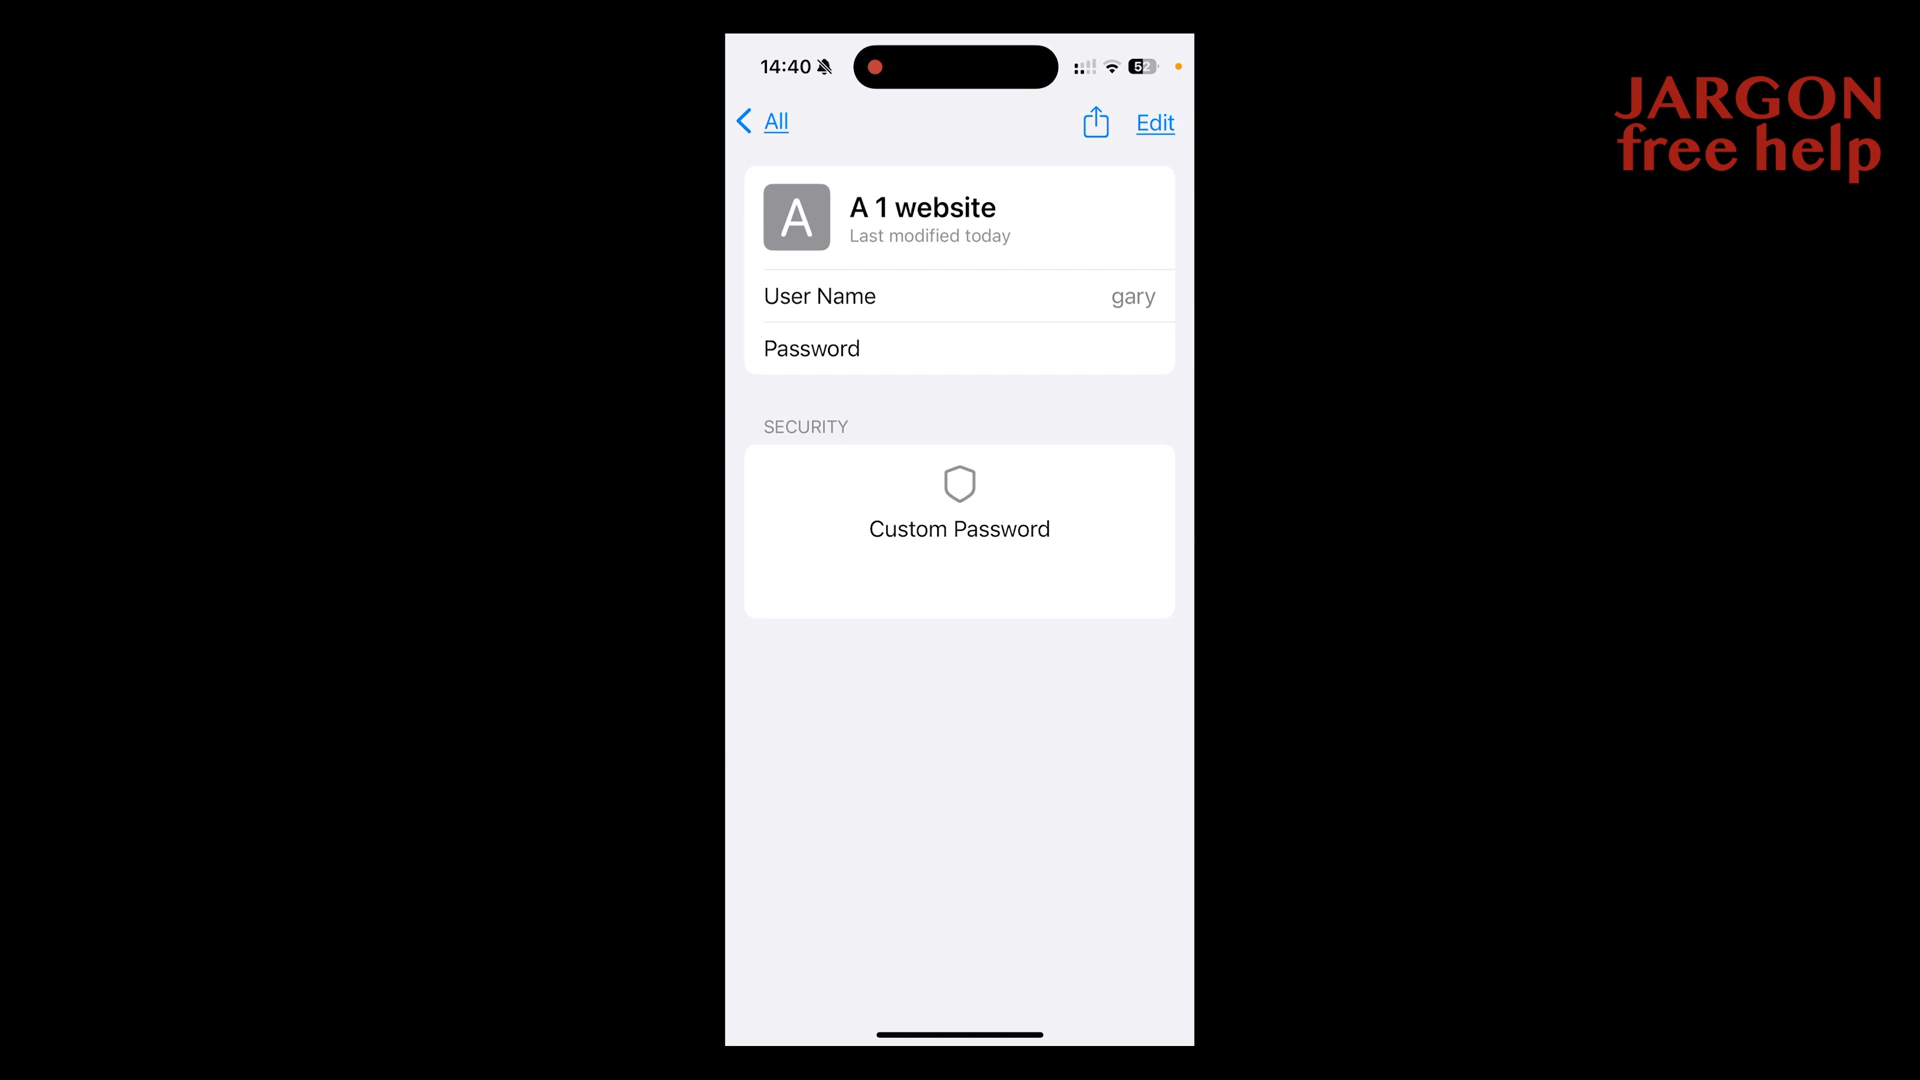 14:40
52
JARGON
free help
All
Edit
A
A 1 website
Last modified today
User Name
gary
Password
SECURITY
Custom Password